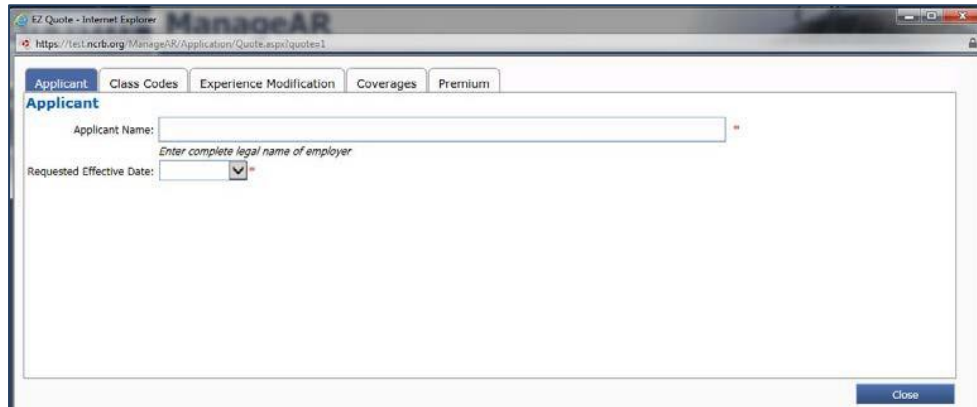 EZ Quote - Internet Explorer
ManageAR
https://test.ncrb.org/ManageAR/Application/Quote.aspx?quote=1
Applicant Class Codes Experience Modification Coverages Premium
Applicant
Applicant Name: *
Enter complete legal name of employer
Requested Effective Date: *
Close